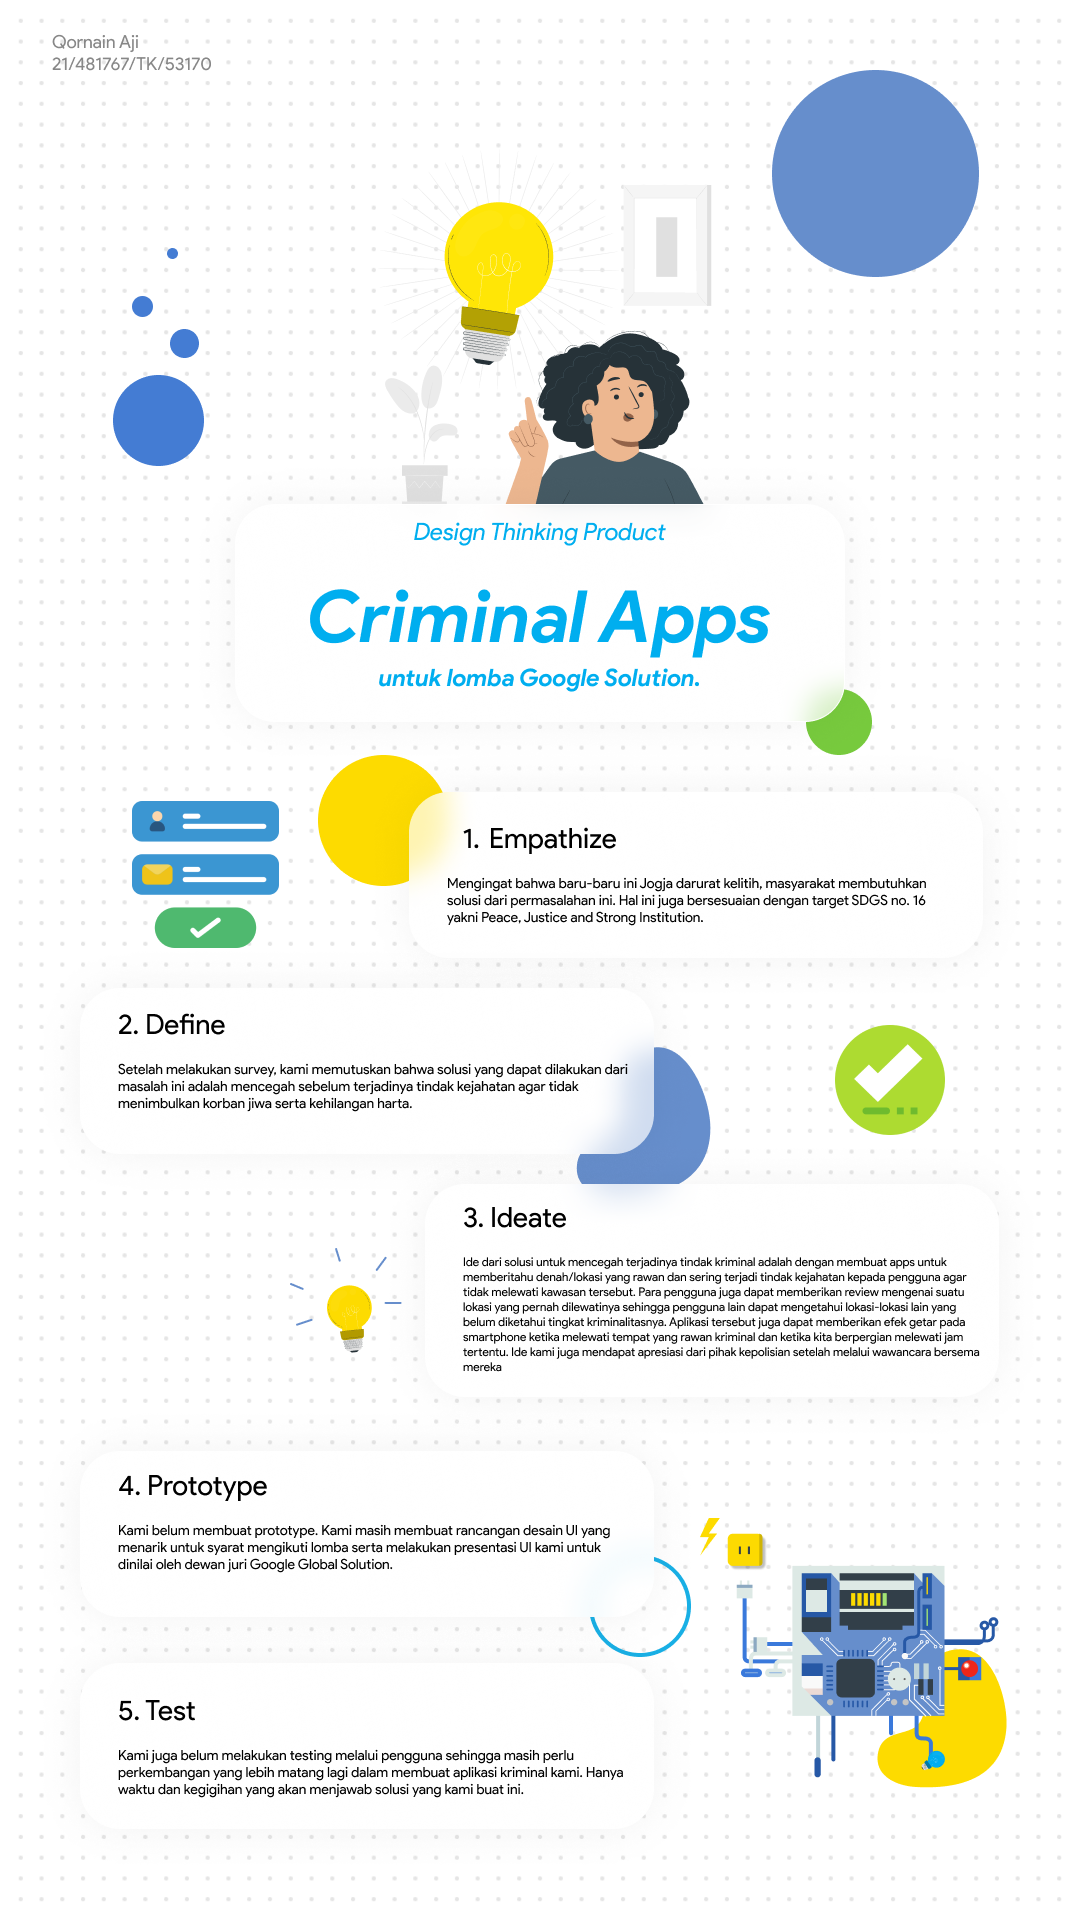 Qornain Aji
21/481767/TK/53170
Design Thinking Product
Criminal Apps
untuk lomba Google Solution.
1. Empathize
Mengingat bahwa baru-baru ini Jogja darurat kelitih, masyarakat membutuhkan
solusi dari permasalahan ini. Hal ini juga bersesuaian dengan target SDGS no. 16
yakni Peace, Justice and Strong Institution.
2. Define
Setelah melakukan survey, kami memutuskan bahwa solusi yang dapat dilakukan dari
masalah ini adalah mencegah sebelum terjadinya tindak kejahatan agar tidak
menimbulkan korban jiwa serta kehilangan harta.
3. Ideate
Ide dari solusi untuk mencegah terjadinya tindak kriminal adalah dengan membuat apps untuk
memberitahu denah/lokasi yang rawan dan sering terjadi tindak kejahatan kepada pengguna agar
tidak melewati kawasan tersebut. Para pengguna juga dapat memberikan review mengenai suatu
lokasi yang pernah dilewatinya sehingga pengguna lain dapat mengetahui lokasi-lokasi lain yang
belum diketahui tingkat kriminalitasnya. Aplikasi tersebut juga dapat memberikan efek getar pada
smartphone ketika melewati tempat yang rawan kriminal dan ketika kita berpergian melewati jam
tertentu. Ide kami juga mendapat apresiasi dari pihak kepolisian setelah melalui wawancara bersema
mereka
4. Prototype
Kami belum membuat prototype. Kami masih membuat rancangan desain UI yang
menarik untuk syarat mengikuti lomba serta melakukan presentasi UI kami untuk
dinilai oleh dewan juri Google Global Solution.
5. Test
Kami juga belum melakukan testing melalui pengguna sehingga masih perlu
perkembangan yang lebih matang lagi dalam membuat aplikasi kriminal kami. Hanya
waktu dan kegigihan yang akan menjawab solusi yang kami buat ini.